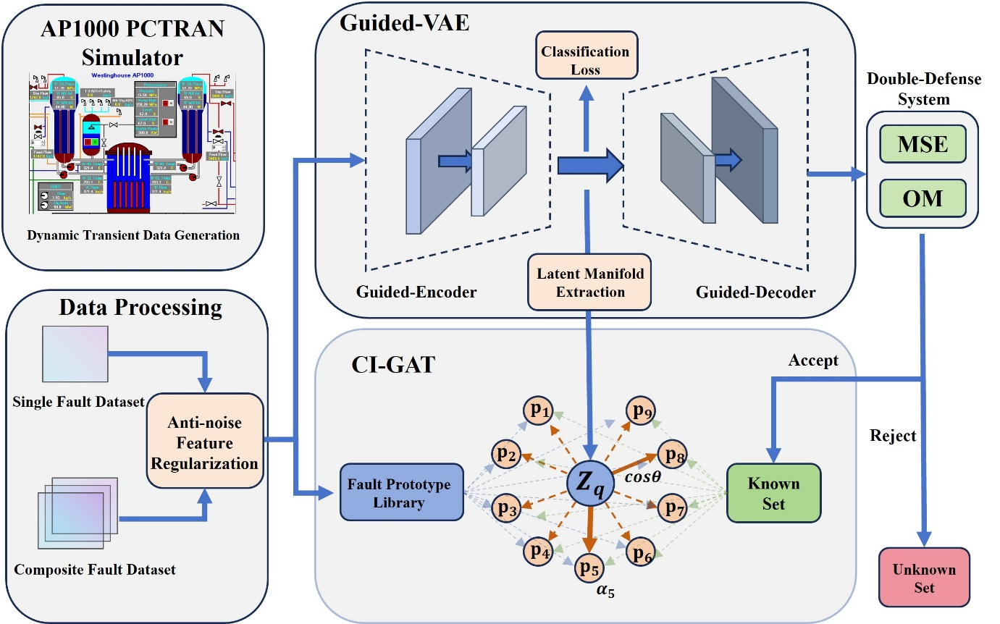 AP1000 PCTRAN
Simulator
Westinghouse AP1000
Dynamic Transient Data Generation
Data Processing
Single Fault Dataset
Anti-noise
Feature
Regularization
Composite Fault Dataset
Guided-VAE
Classification
Loss
Guided-Encoder
Latent Manifold
Extraction
Guided-Decoder
Double-Defense
System
MSE
OM
CI-GAT
Fault Prototype
Library
p1
p2
p3
p4
p5
α5
p6
p7
p8
p9
Zq
cosθ
Accept
Reject
Known
Set
Unknown
Set